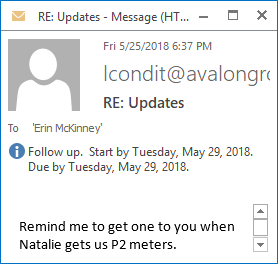 RE: Updates - Message (HT...
Fri 5/25/2018 6:37 PM
lcondit@avalongro
RE: Updates
To 'Erin McKinney'
Follow up. Start by Tuesday, May 29, 2018.
Due by Tuesday, May 29, 2018.
Remind me to get one to you when
Natalie gets us P2 meters.